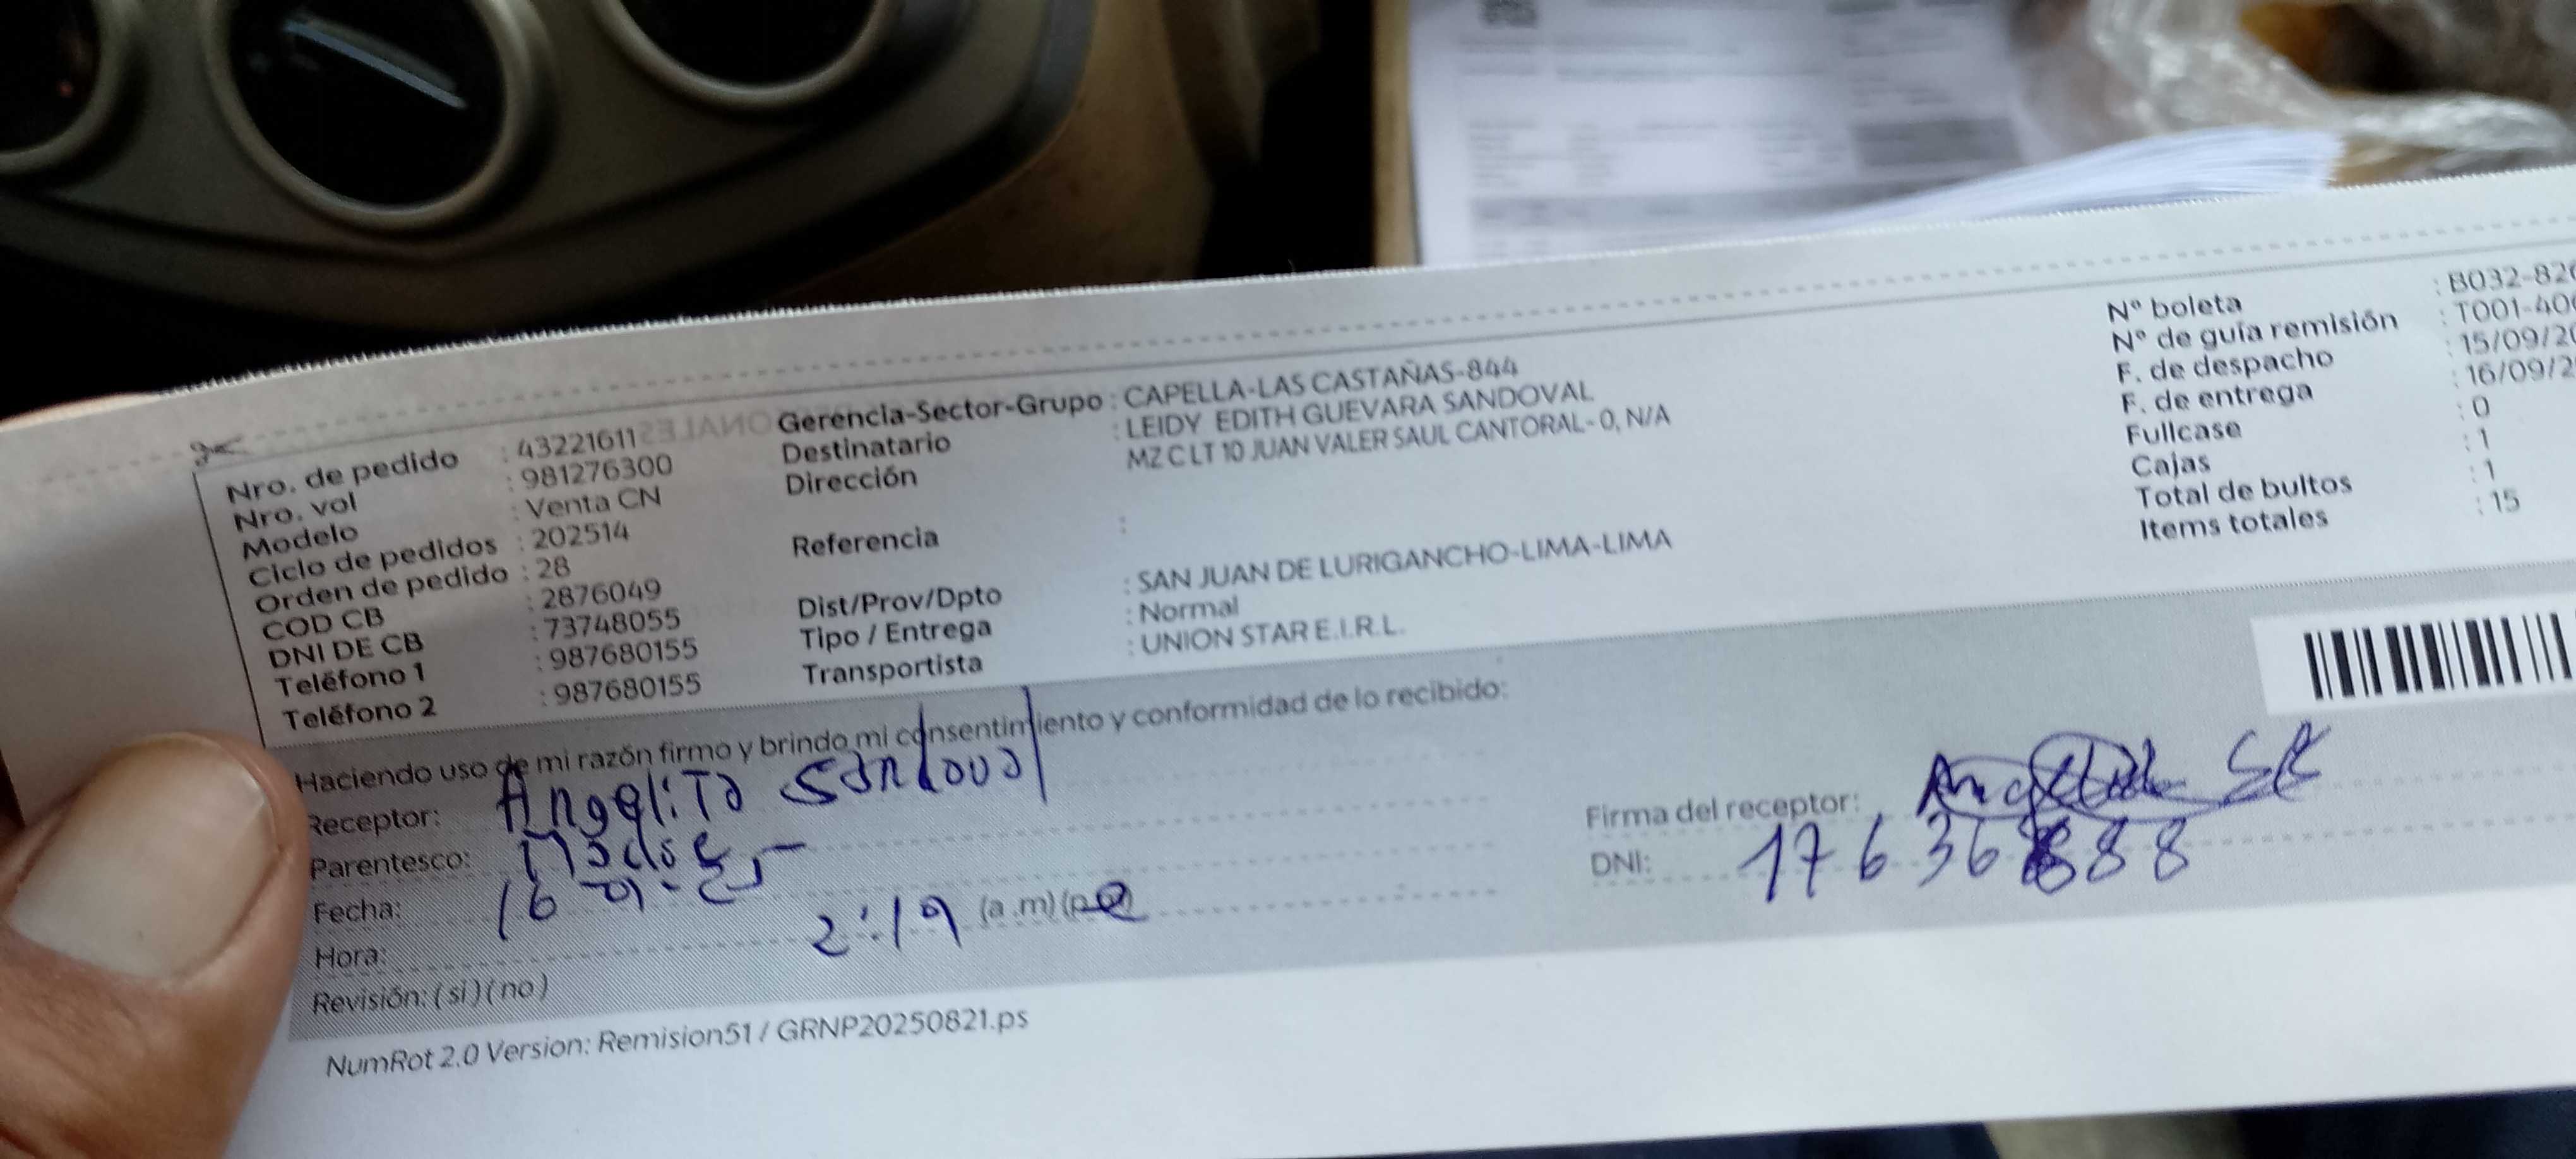 Nro. de pedido : 43221611
Nro. vol : 981276300
Modelo : Venta CN
Ciclo de pedidos : 202514
Orden de pedido : 28
COD CB : 2876049
DNI DE CB : 73748055
Teléfono 1 : 987680155
Teléfono 2 : 987680155
Gerencia-Sector-Grupo : CAPELLA-LAS CASTAÑAS-844
Destinatario : LEIDY EDITH GUEVARA SANDOVAL
Dirección MZ C LT 10 JUAN VALER SAUL CANTORAL- 0, N/A
Referencia :
Dist/Prov/Dpto : SAN JUAN DE LURIGANCHO-LIMA-LIMA
Tipo / Entrega : Normal
Transportista : UNION STAR E.I.R.L.
N° boleta : B032-82
N° de guía remisión : T001-40
F. de despacho : 15/09/20
F. de entrega : 16/09/2
Fullcase : 0
Cajas : 1
Total de bultos : 1
Items totales : 15
Haciendo uso de mi razón firmo y brindo mi consentimiento y conformidad de lo recibido:
Receptor: Angelita Sandoval
Parentesco:
Fecha: 16
Hora: 2:19 (a.m)
Revisión: (si) (no)
Firma del receptor:
DNI: 17636888
NumRot 2.0 Version: Remision51 / GRNP20250821.ps